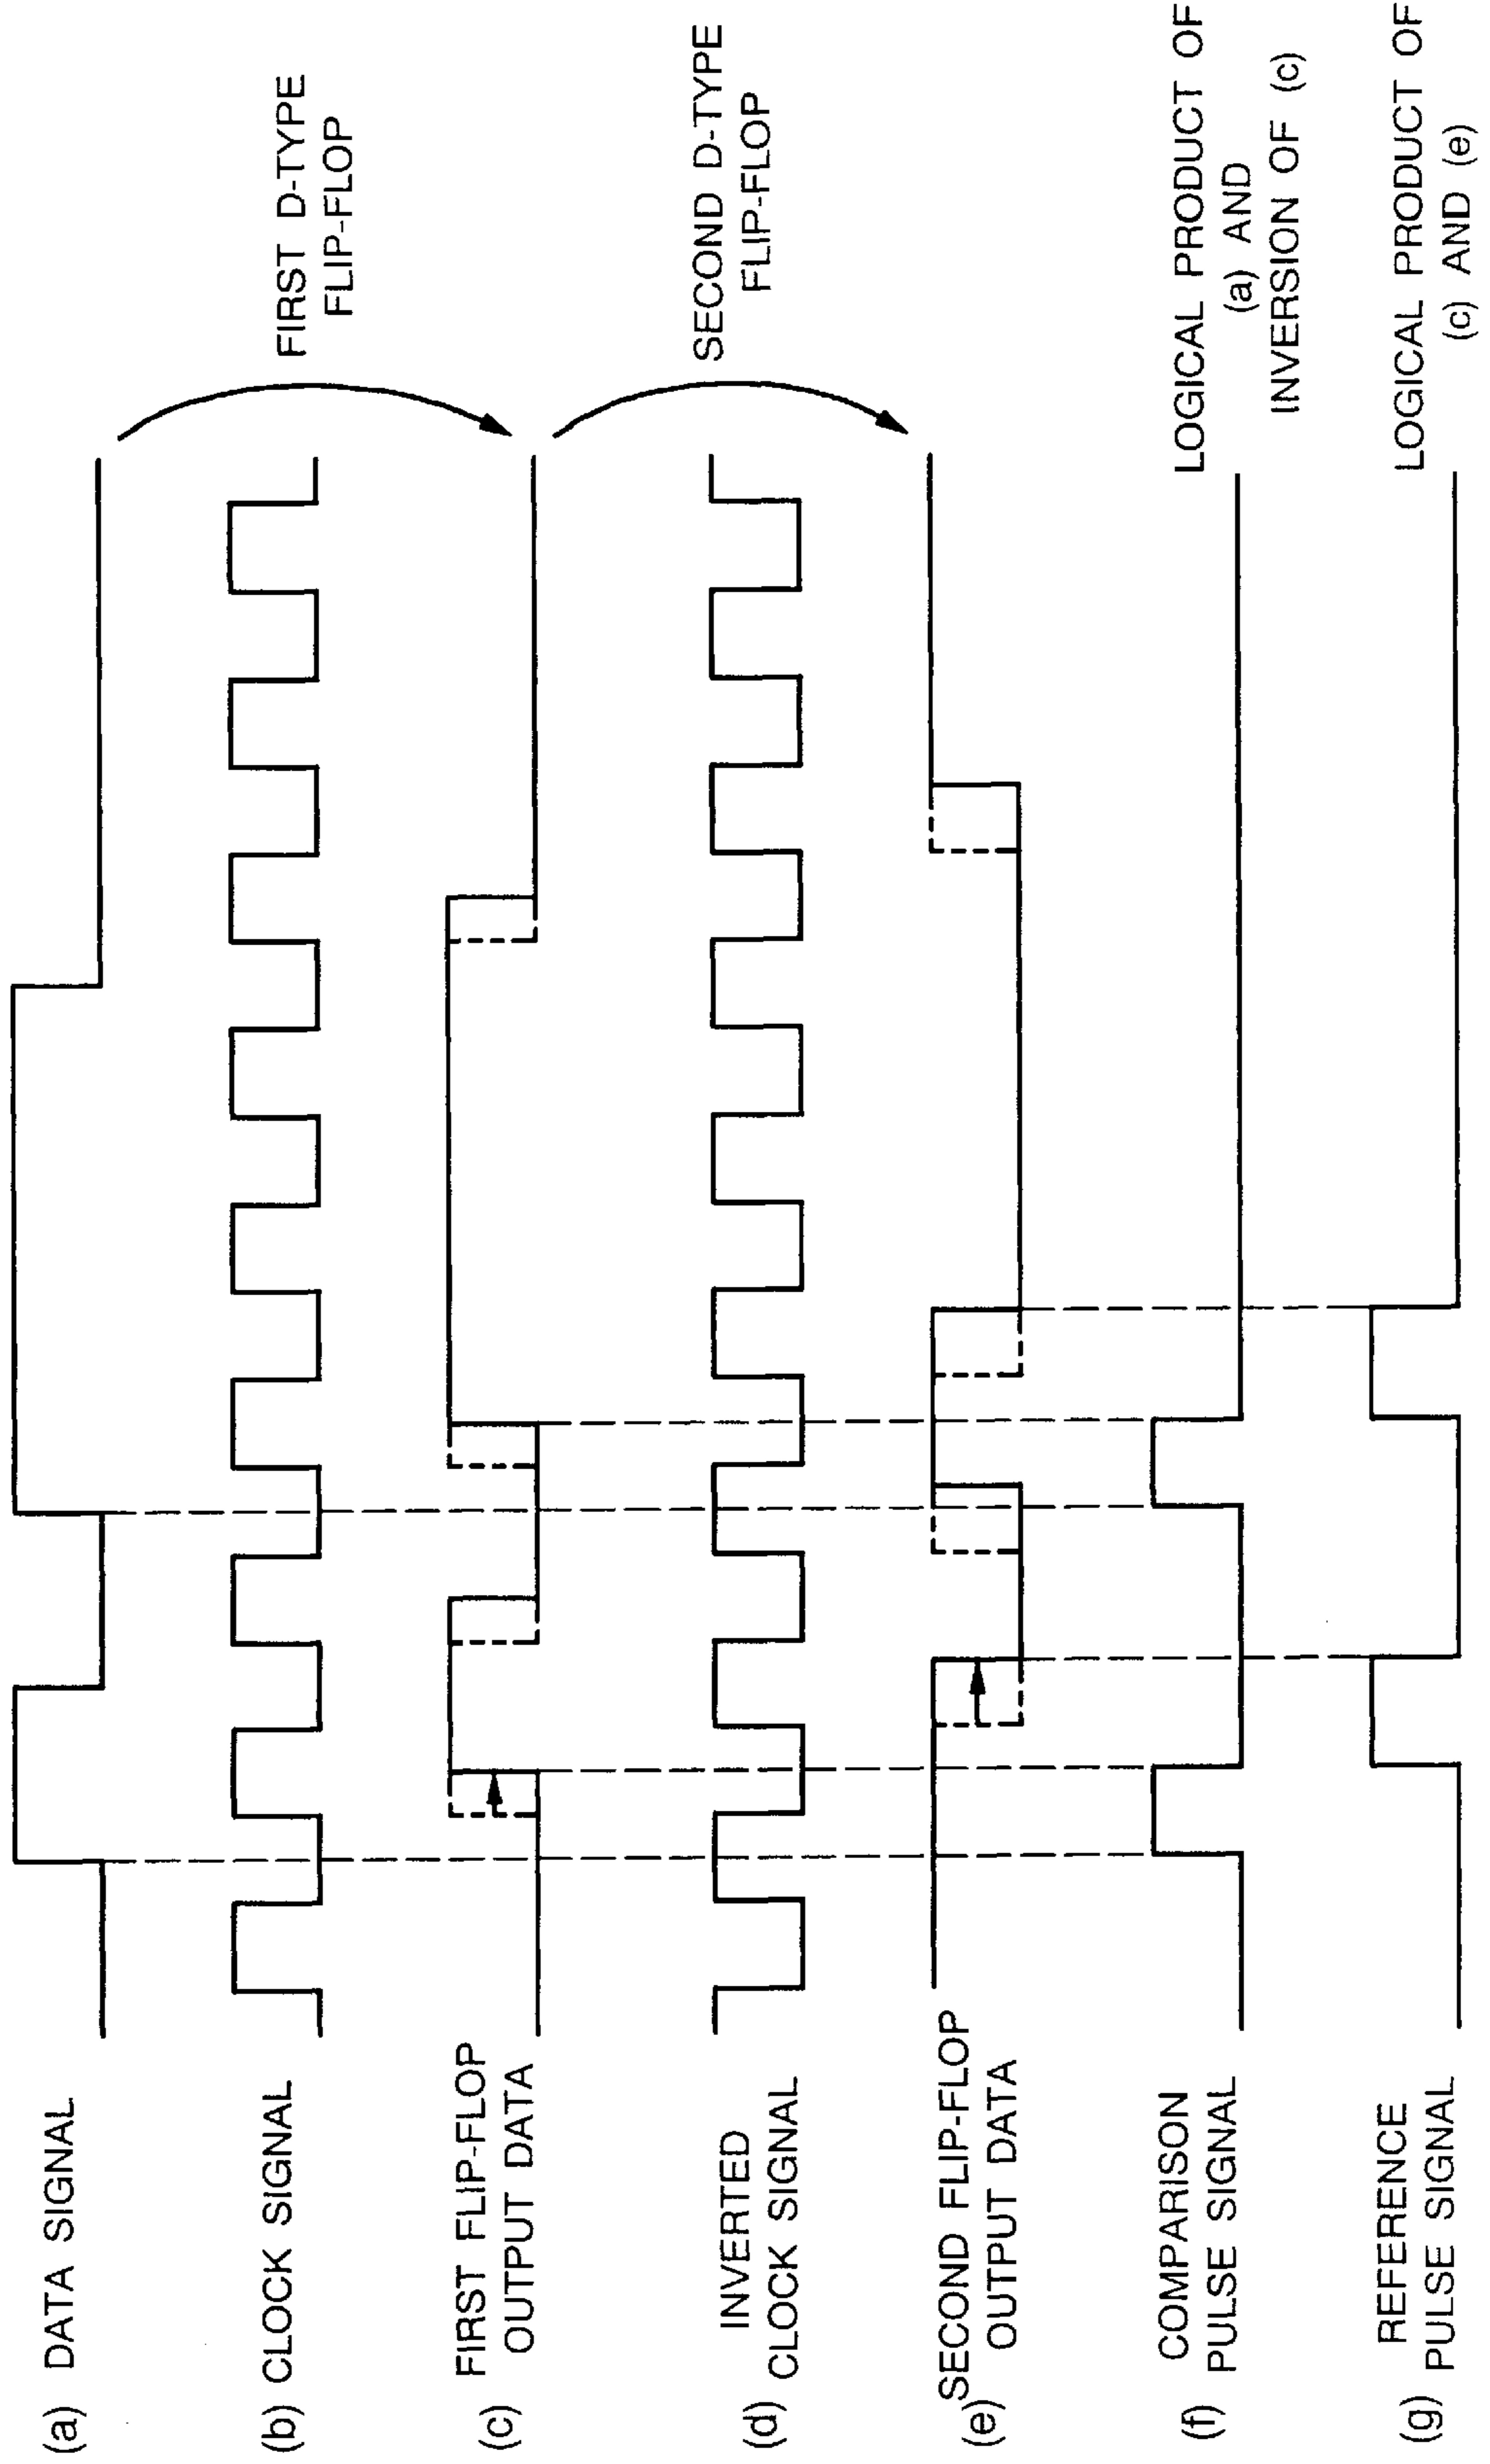 (a) DATA SIGNAL
(b) CLOCK SIGNAL
FIRST D-TYPE
FLIP-FLOP
(c) FIRST FLIP-FLOP
OUTPUT DATA
(d) INVERTED
CLOCK SIGNAL
SECOND D-TYPE
FLIP-FLOP
(e) SECOND FLIP-FLOP
OUTPUT DATA
(f) COMPARISON
PULSE SIGNAL
LOGICAL PRODUCT OF
(a) AND
INVERSION OF (c)
(g) REFERENCE
PULSE SIGNAL
LOGICAL PRODUCT OF
(c) AND (e)